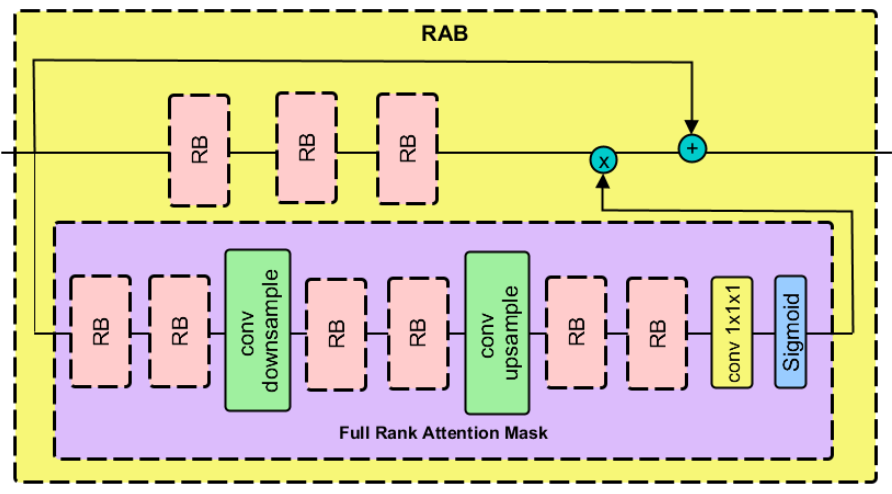 RAB
RB
RB
RB
x
+
RB
RB
conv
downsample
RB
RB
conv
upsample
RB
RB
conv 1x1x1
Sigmoid
Full Rank Attention Mask